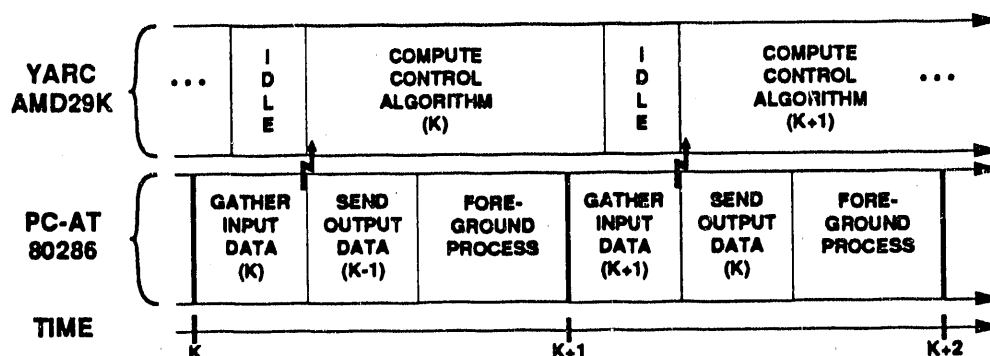 YARC
AMD29K
...
I
D
L
E
COMPUTE
CONTROL
ALGORITHM
(K)
I
D
L
E
COMPUTE
CONTROL
ALGORITHM
(K+1)
...
PC-AT
80286
GATHER
INPUT
DATA
(K)
SEND
OUTPUT
DATA
(K-1)
FORE-
GROUND
PROCESS
GATHER
INPUT
DATA
(K+1)
SEND
OUTPUT
DATA
(K)
FORE-
GROUND
PROCESS
TIME
K
K+1
K+2